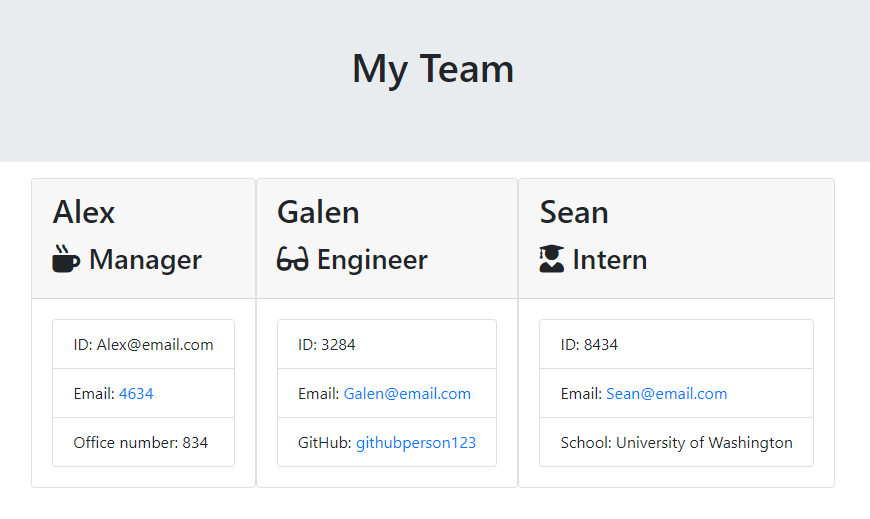 My Team
Alex
Manager
ID: Alex@email.com
Email: 4634
Office number: 834
Galen
Engineer
ID: 3284
Email: Galen@email.com
GitHub: githubperson123
Sean
Intern
ID: 8434
Email: Sean@email.com
School: University of Washington